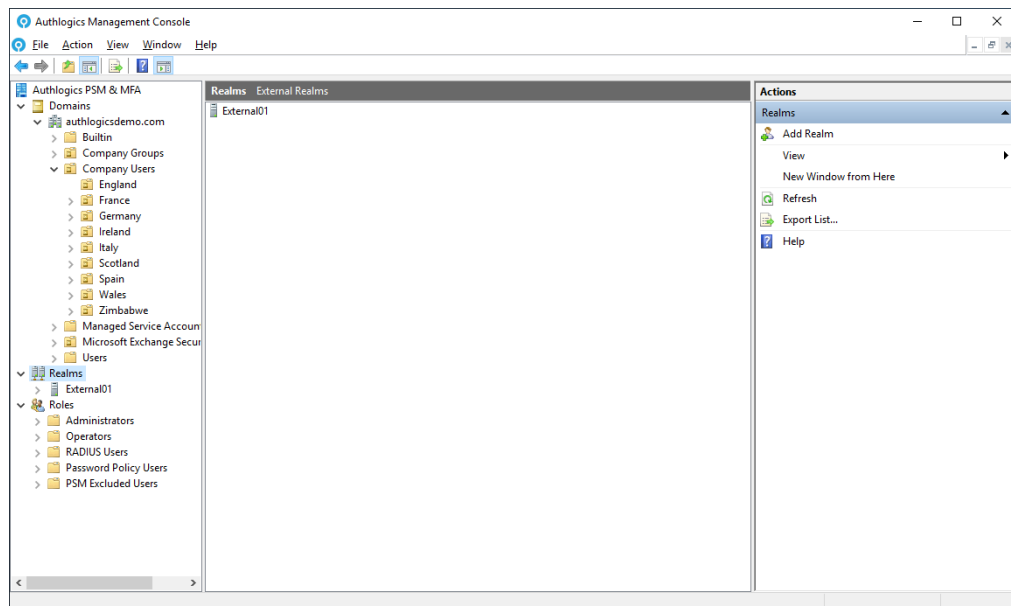 Authlogics Management Console
File Action View Window Help
Authlogics PSM & MFA
Domains
authlogicsdemo.com
Builtin
Company Groups
Company Users
England
France
Germany
Ireland
Italy
Scotland
Spain
Wales
Zimbabwe
Managed Service Accoun
Microsoft Exchange Secur
Users
Realms
External01
Roles
Administrators
Operators
RADIUS Users
Password Policy Users
PSM Excluded Users
Realms External Realms
External01
Actions
Realms
Add Realm
View
New Window from Here
Refresh
Export List...
Help